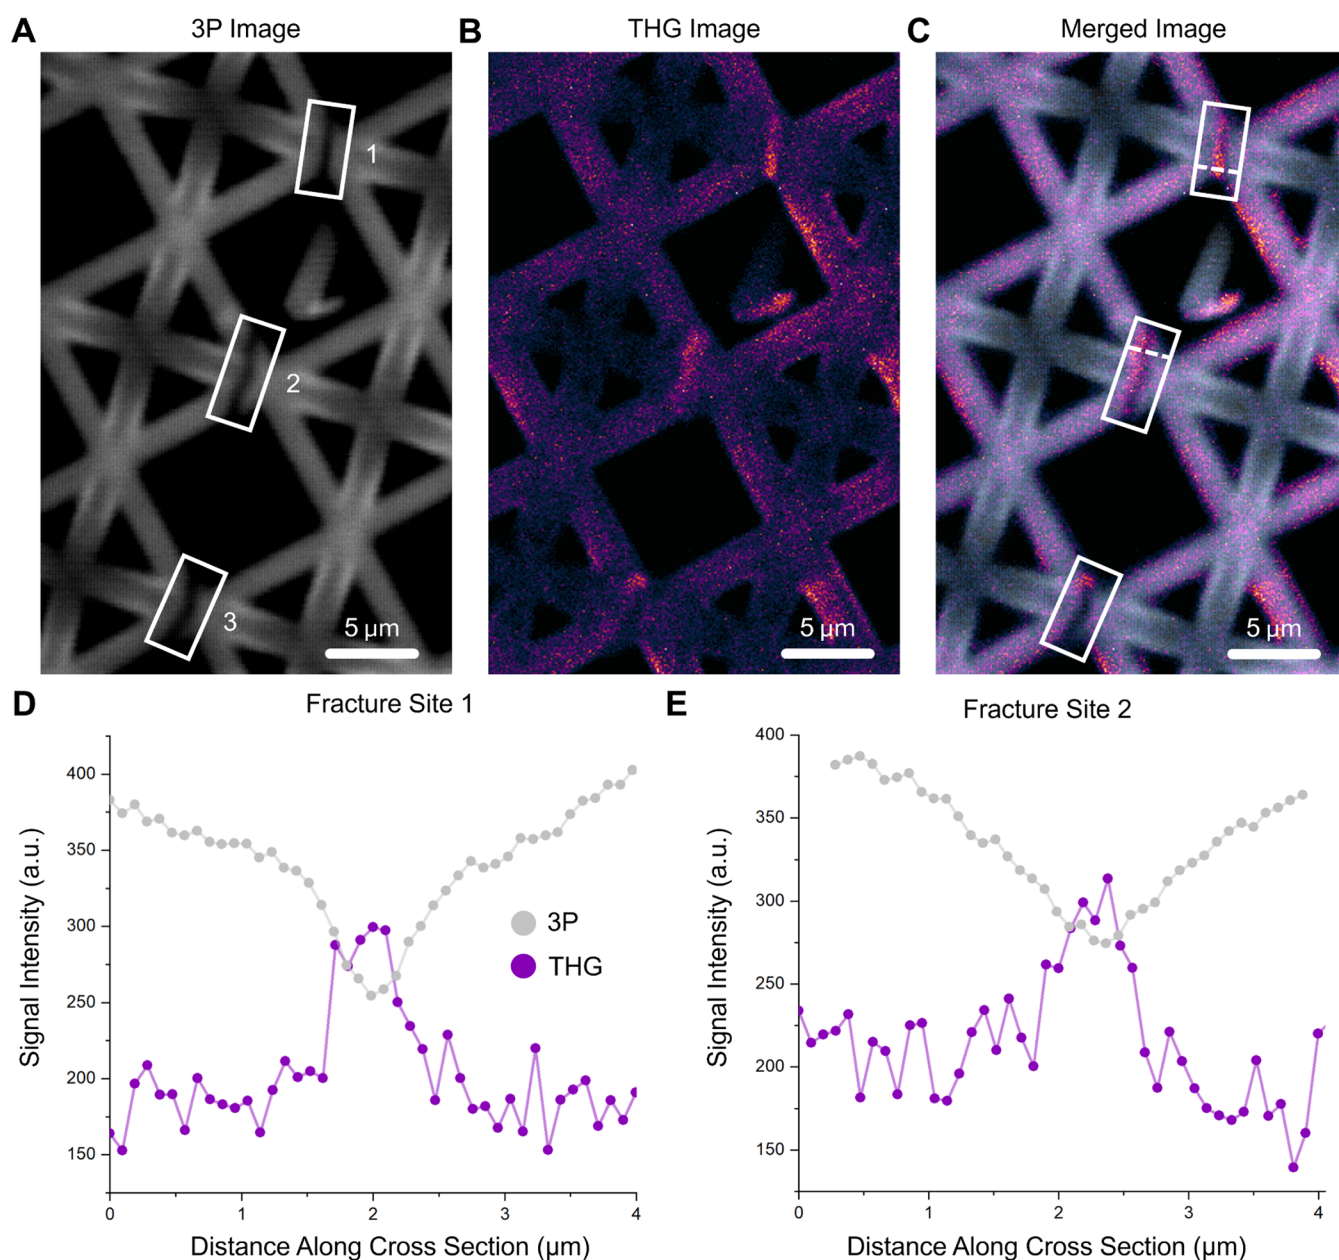 A 3P Image
B THG Image
C Merged Image
1
2
3
5 µm
5 µm
5 µm
D Fracture Site 1
Signal Intensity (a.u.)
400
350
300
250
200
150
0 1 2 3 4
Distance Along Cross Section (µm)
3P
THG
E Fracture Site 2
Signal Intensity (a.u.)
400
350
300
250
200
150
0 1 2 3 4
Distance Along Cross Section (µm)